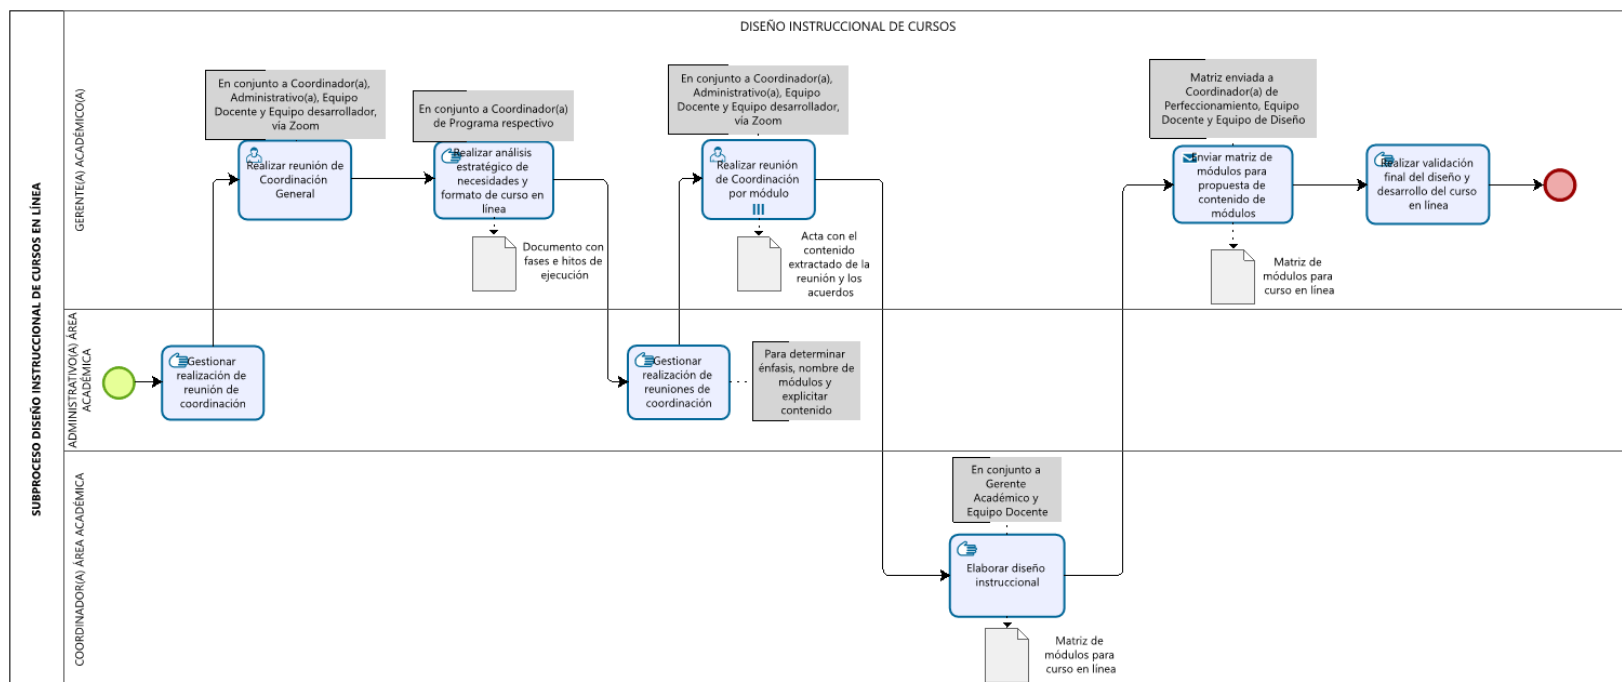 DISEÑO INSTRUCCIONAL DE CURSOS
SUBPROCESO DISEÑO INSTRUCCIONAL DE CURSOS EN LÍNEA
GERENTE(A) ACADÉMICO(A)
En conjunto a Coordinador(a),
Administrativo(a), Equipo
Docente y Equipo desarrollador,
vía Zoom
Realizar reunión de
Coordinación
General
En conjunto a Coordinador(a)
de Programa respectivo
Realizar análisis
estratégico de
necesidades y
formato de curso en
línea
Documento con
fases e hitos de
ejecución
En conjunto a Coordinador(a),
Administrativo(a), Equipo
Docente y Equipo desarrollador,
vía Zoom
Realizar reunión
de Coordinación
por módulo
Acta con el
contenido
extractado de la
reunión y los
acuerdos
Matriz enviada a
Coordinador(a) de
Perfeccionamiento, Equipo
Docente y Equipo de Diseño
Enviar matriz de
módulos para
propuesta de
contenido de
módulos
Matriz de
módulos para
curso en línea
Realizar validación
final del diseño y
desarrollo del curso
en línea
ADMINISTRATIVO(A) ÁREA
ACADÉMICA
Gestionar
realización de
reunión de
coordinación
Gestionar
realización de
reuniones de
coordinación
Para determinar
énfasis, nombre de
módulos y
explicitar
contenido
COORDINADOR(A) ÁREA ACADÉMICA
En conjunto a
Gerente
Académico y
Equipo Docente
Elaborar diseño
instruccional
Matriz de
módulos para
curso en línea